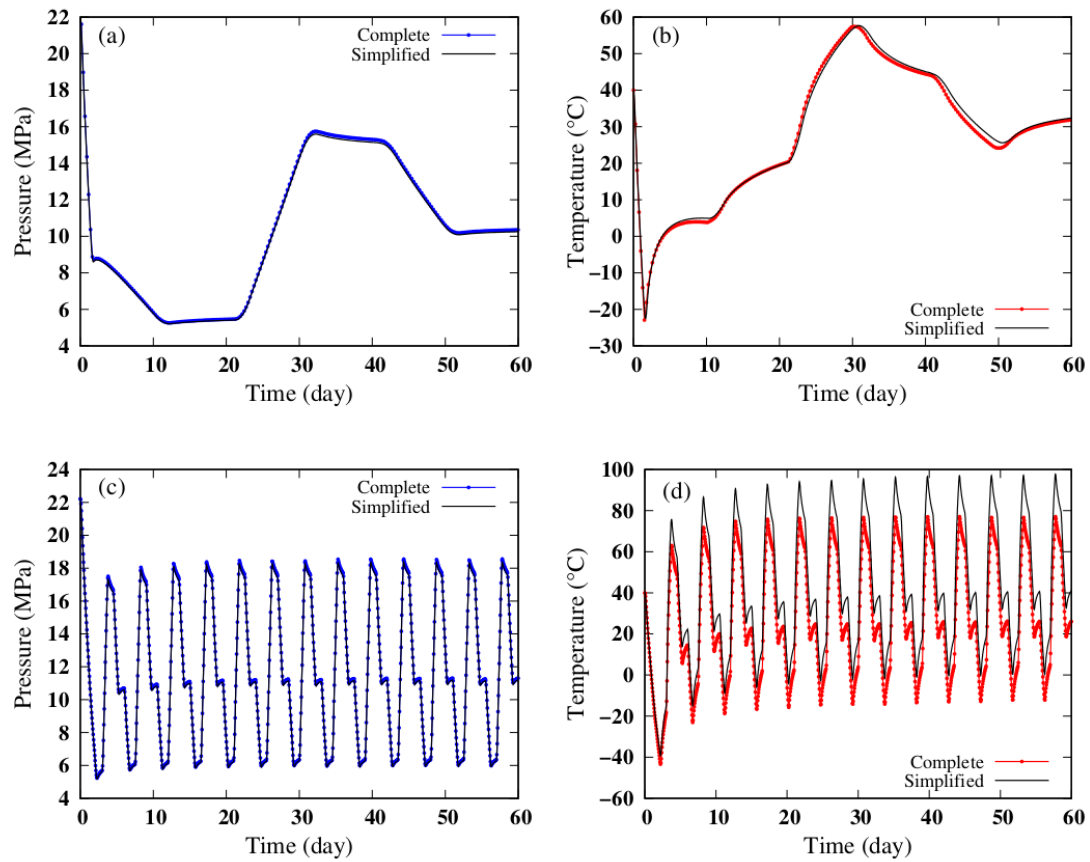 (a)
Complete
Simplified
Pressure (MPa)
22
20
18
16
14
12
10
8
6
4
0 10 20 30 40 50 60
Time (day)
(b)
Complete
Simplified
Temperature (°C)
60
50
40
30
20
10
0
−10
−20
−30
0 10 20 30 40 50 60
Time (day)
(c)
Complete
Simplified
Pressure (MPa)
24
22
20
18
16
14
12
10
8
6
4
0 10 20 30 40 50 60
Time (day)
(d)
Complete
Simplified
Temperature (°C)
100
80
60
40
20
0
−20
−40
−60
0 10 20 30 40 50 60
Time (day)